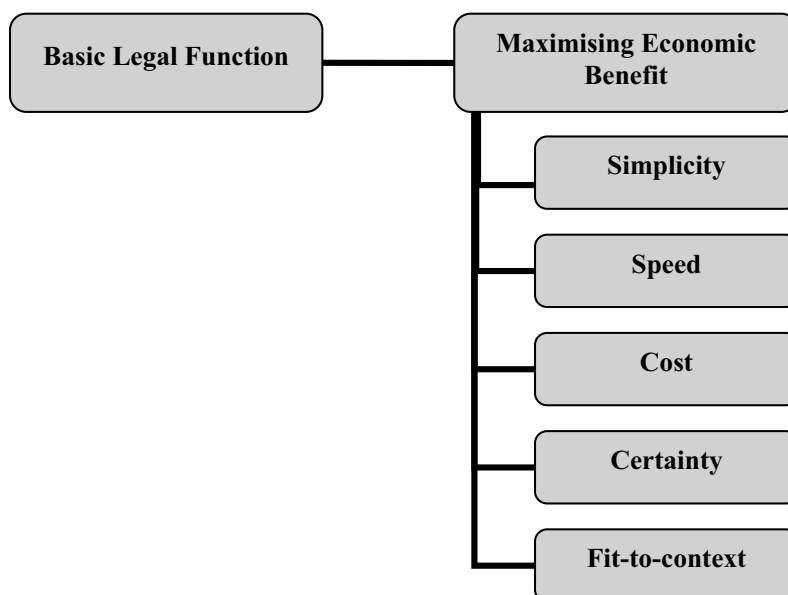 Basic Legal Function
Maximising Economic
Benefit
Simplicity
Speed
Cost
Certainty
Fit-to-context